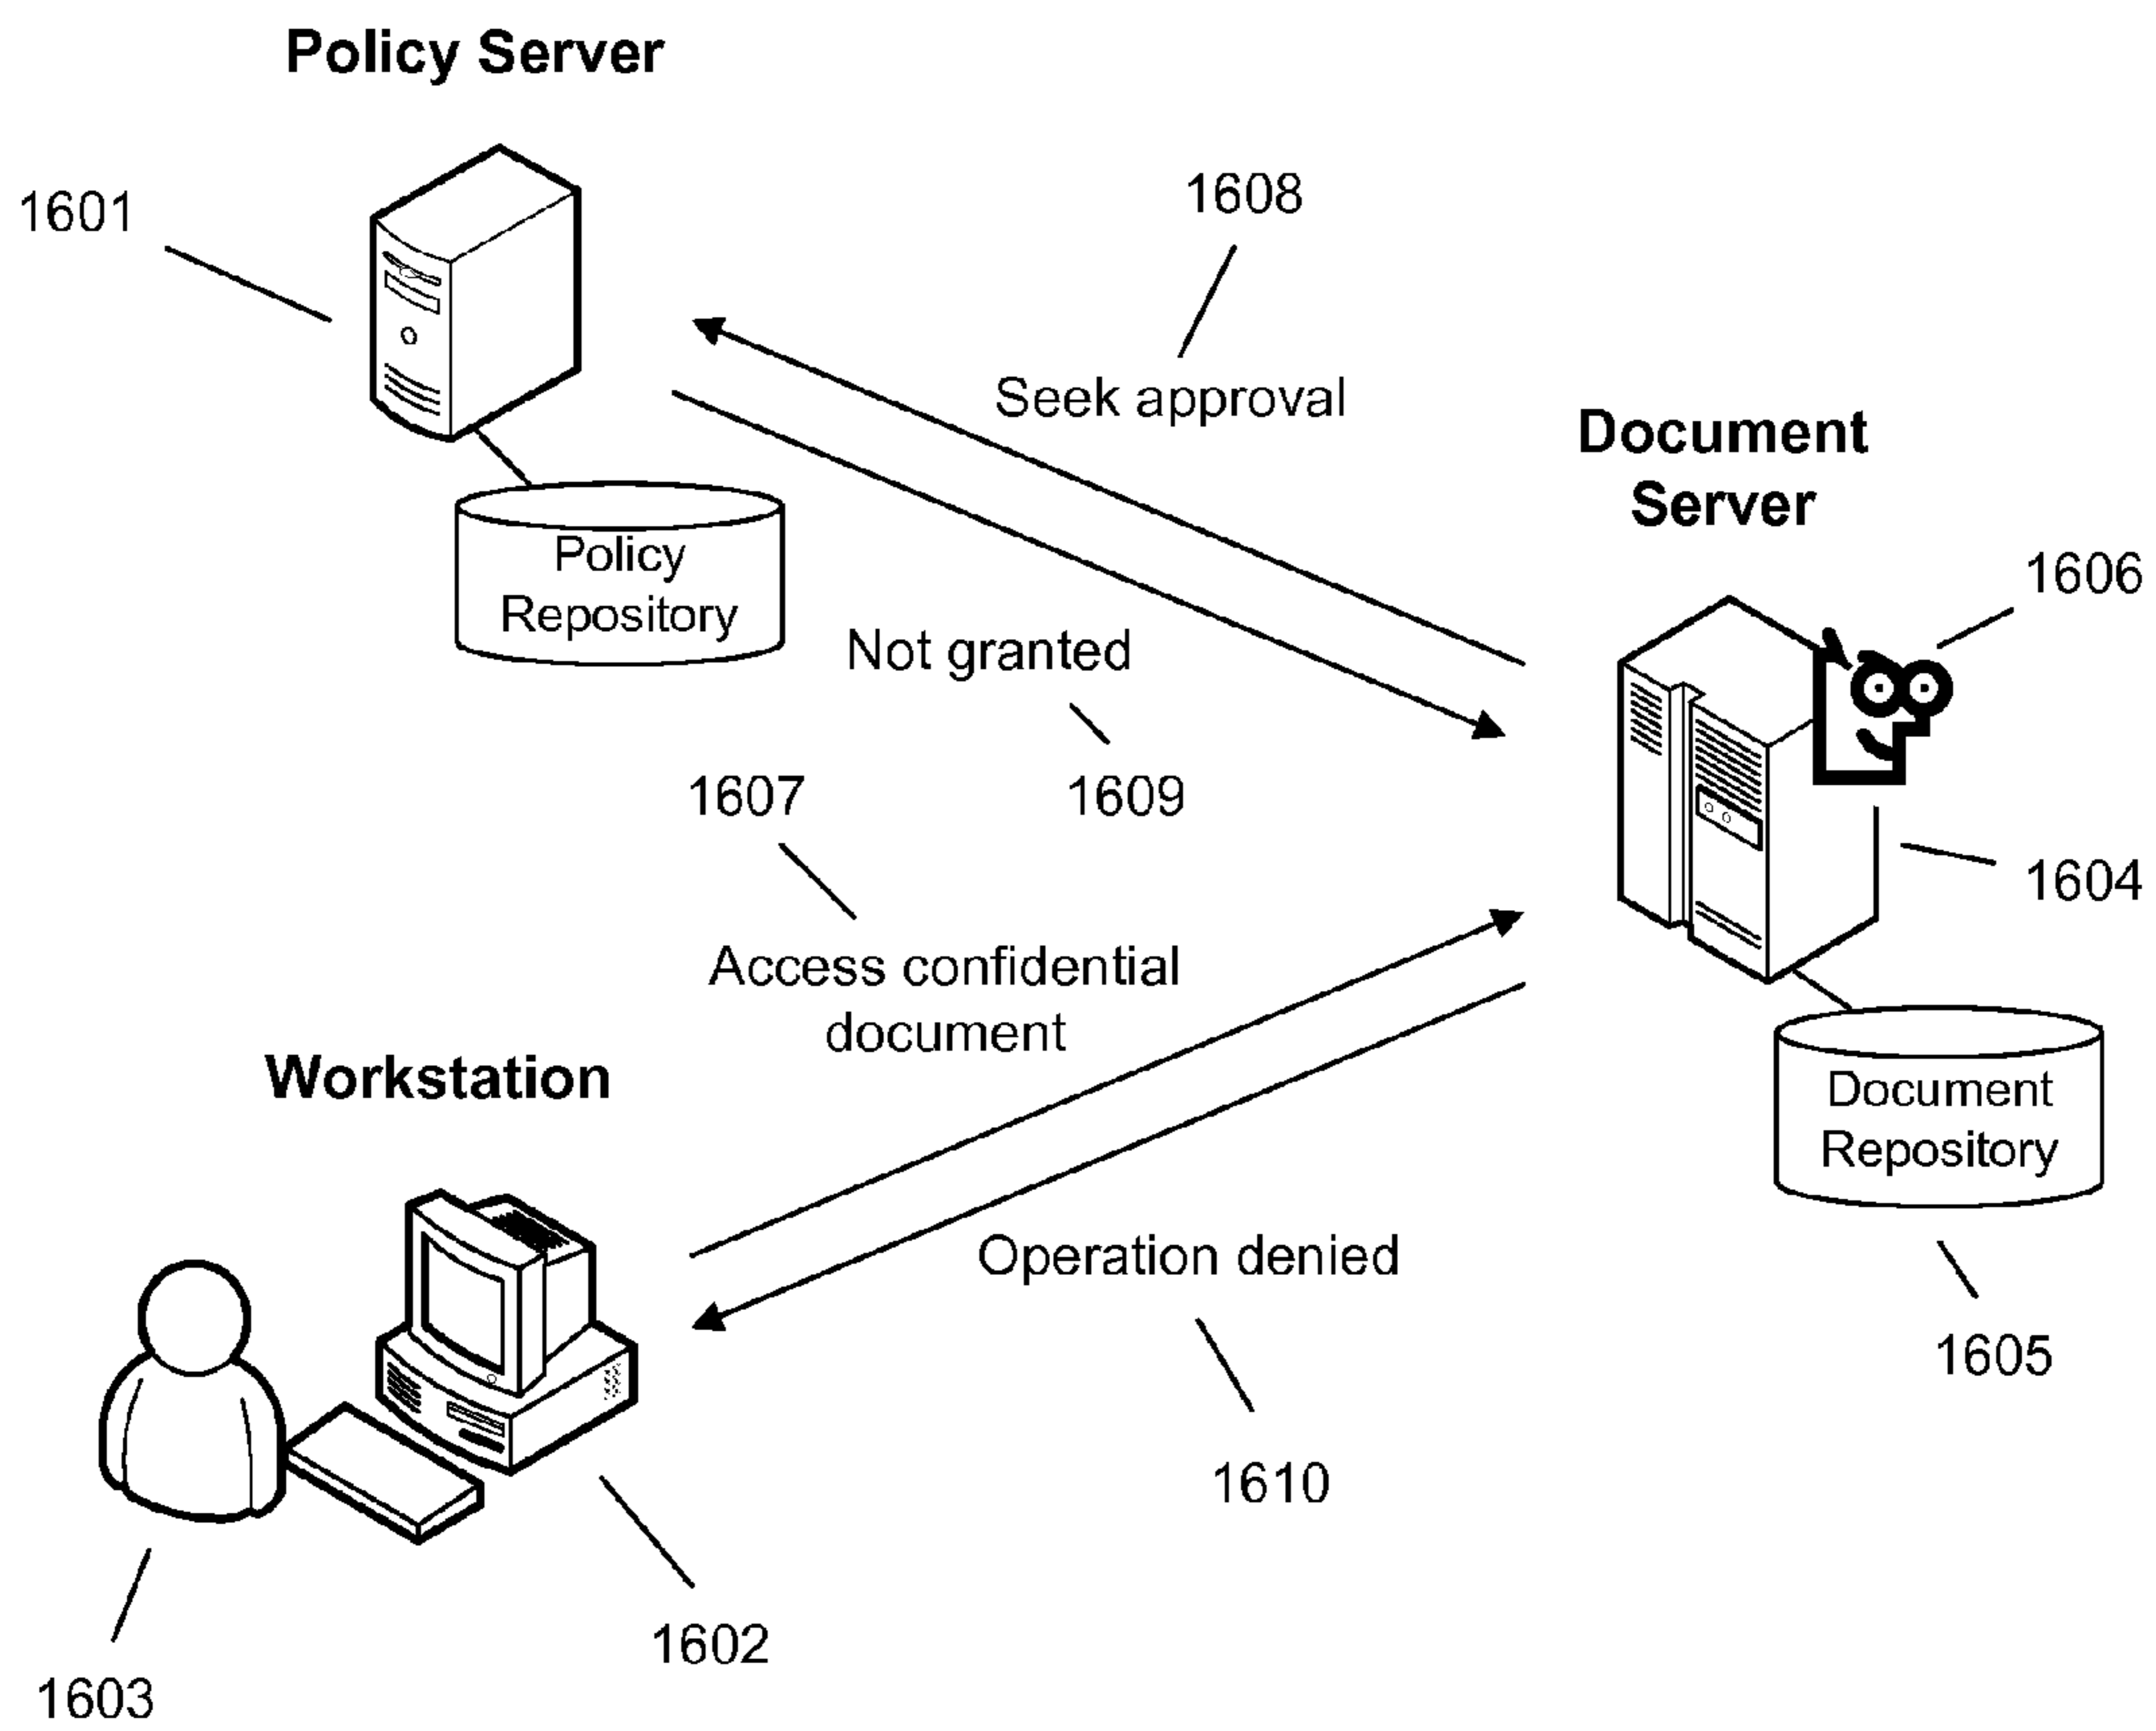 Policy Server
1601
1608
Seek approval
Document
Server
Policy
Repository
1606
Not granted
1607
1609
1604
Access confidential
document
Workstation
Document
Repository
Operation denied
1605
1610
1602
1603